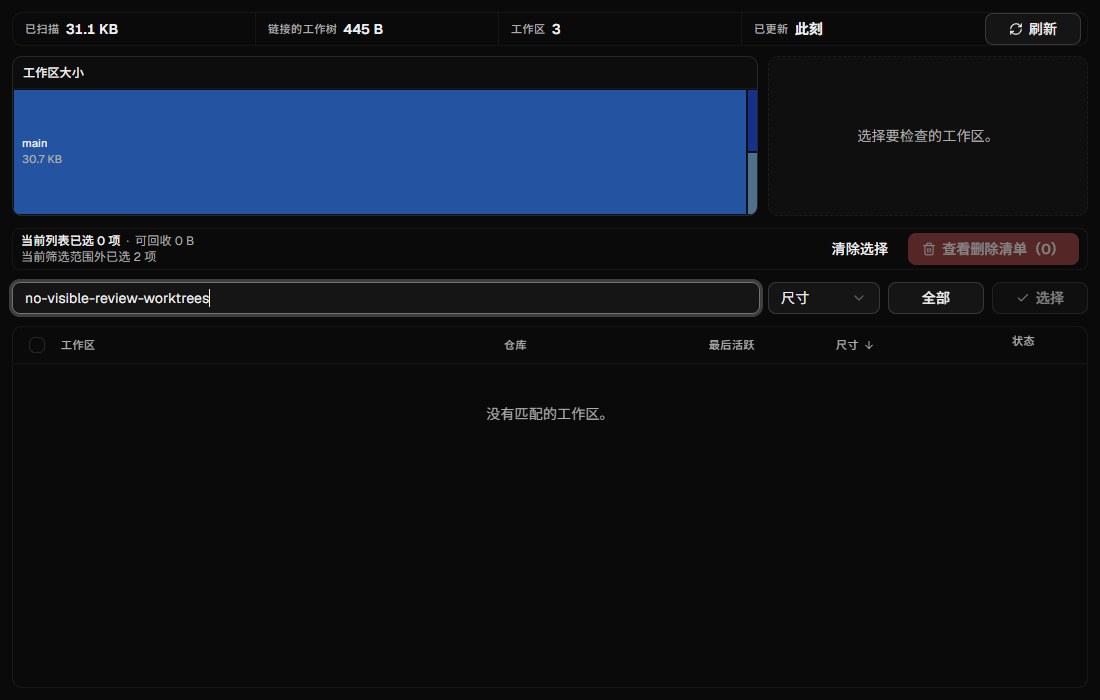 已扫描 31.1 KB
链接的工作树 445 B
工作区 3
已更新 此刻
刷新
工作区大小
main
30.7 KB
选择要检查的工作区。
当前列表已选 0 项 · 可回收 0 B
当前筛选范围外已选 2 项
清除选择
查看删除清单（0）
no-visible-review-worktrees
尺寸
全部
选择
工作区
仓库
最后活跃
尺寸
状态
没有匹配的工作区。